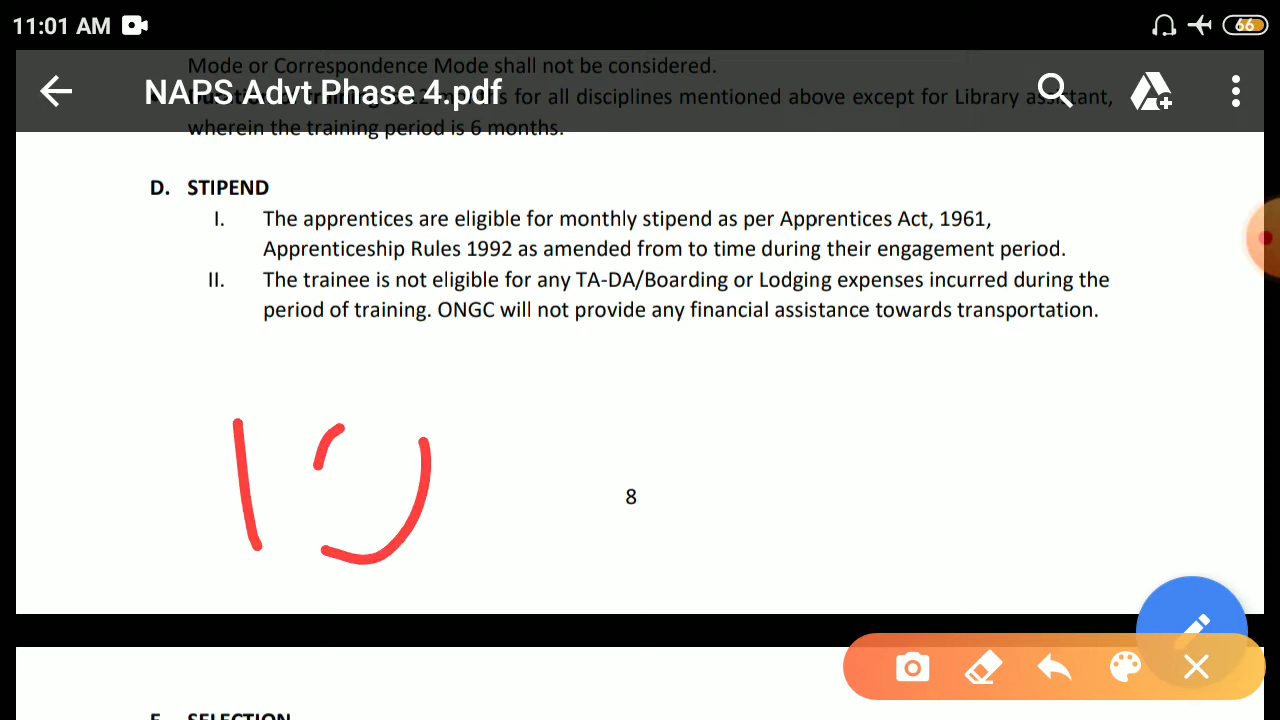 11:01 AM 66
Mode or Correspondence Mode shall not be considered.
NAPS Advt Phase 4.pdf
for all disciplines mentioned above except for Library assistant,
wherein the training period is 6 months.
D. STIPEND
I. The apprentices are eligible for monthly stipend as per Apprentices Act, 1961,
Apprenticeship Rules 1992 as amended from to time during their engagement period.
II. The trainee is not eligible for any TA-DA/Boarding or Lodging expenses incurred during the
period of training. ONGC will not provide any financial assistance towards transportation.
8
E. SELECTION